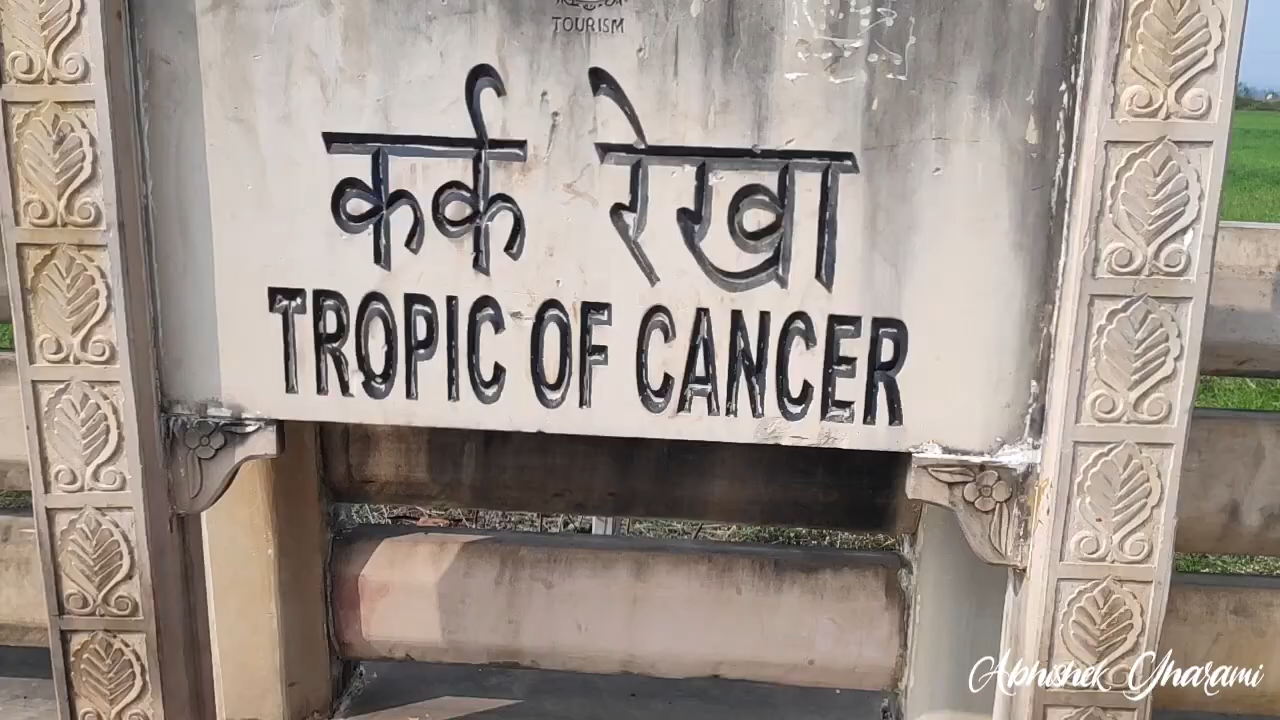 TOURISM
कर्क रेखा
TROPIC OF CANCER
Abhishek Gharami